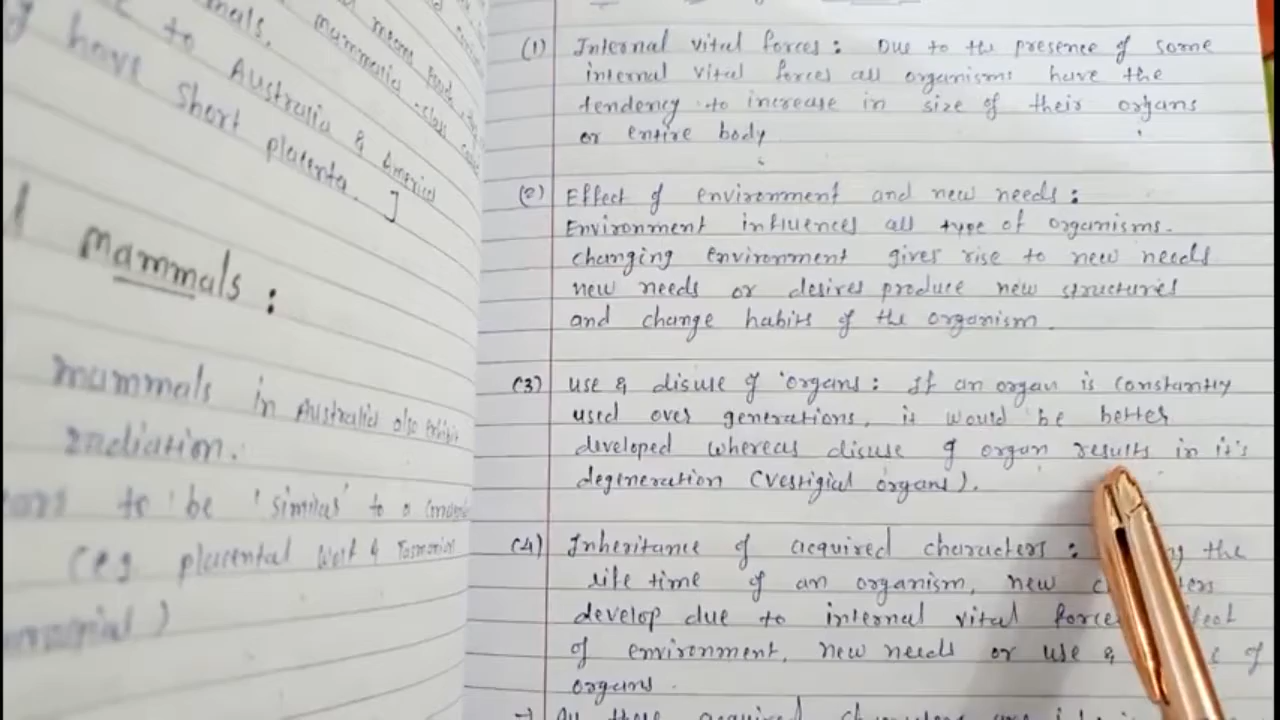 mals.
means
mammalia class
to Australia & America
have short placenta. ]
mammals :
mammals in Australia also exhibit
radiation.
to be 'similar' to a
(eg placental Wolf & Tasmanian
(1) Internal vital forces : Due to the presence of some
internal vital forces all organisms have the
tendency to increase in size of their organs
or entire body
(2) Effect of environment and new needs :
Environment influences all type of organisms.
changing environment gives rise to new needs
new needs or desires produce new structures
and change habits of the organism.
(3) use & disuse of organs : If an organ is constantly
used over generations, it would be better
developed whereas disuse of organ results in it's
degeneration (vestigial organs).
(4) Inheritance of acquired characters : the
life time of an organism, new
develop due to internal vital
of environment, new needs or use & of
organs.